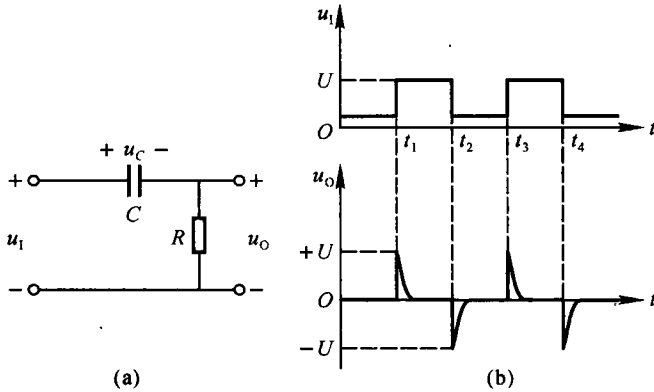 + u_C −
C
+
+
u_I
R
u_O
−
−
(a)
u_I
U
O
t_1
t_2
t_3
t_4
t
u_O
+U
O
t
−U
(b)